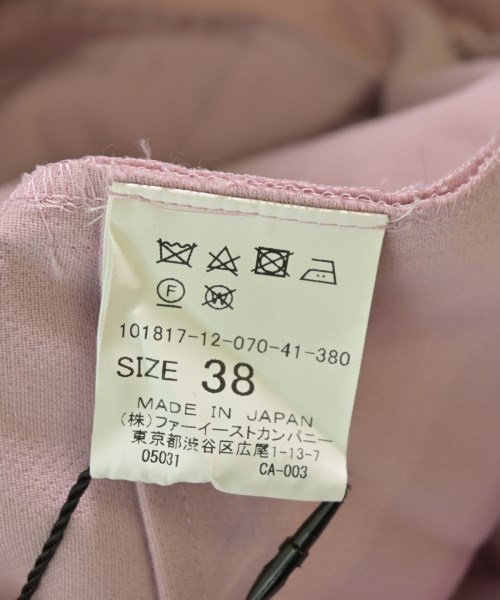 F W
101817-12-070-41-380
SIZE 38
MADE IN JAPAN
(株)ファーイーストカンパニー
東京都渋谷区広尾1-13-7
05031 CA-003